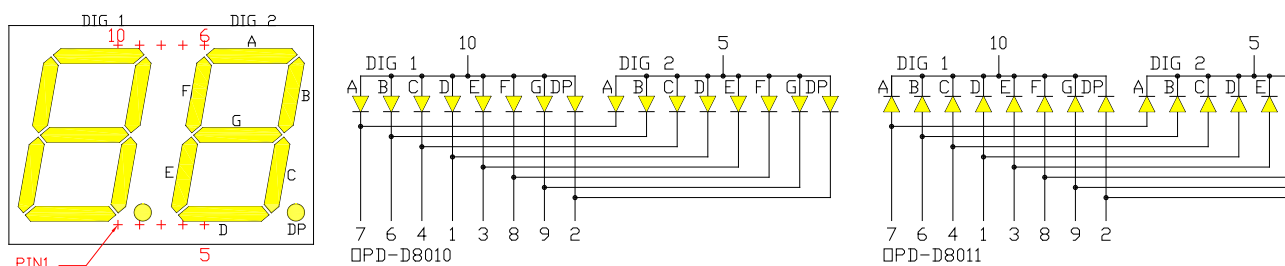 DIG 1 DIG 2
10 6
A
F
B
G
E
C
D
DP
5
PIN1
10 5
DIG 1 DIG 2
A B C D E F G DP A B C D E F G DP
7 6 4 1 3 8 9 2
OPD-D8010
10 5
DIG 1 DIG 2
A B C D E F G DP A B C D E
7 6 4 1 3 8 9 2
OPD-D8011